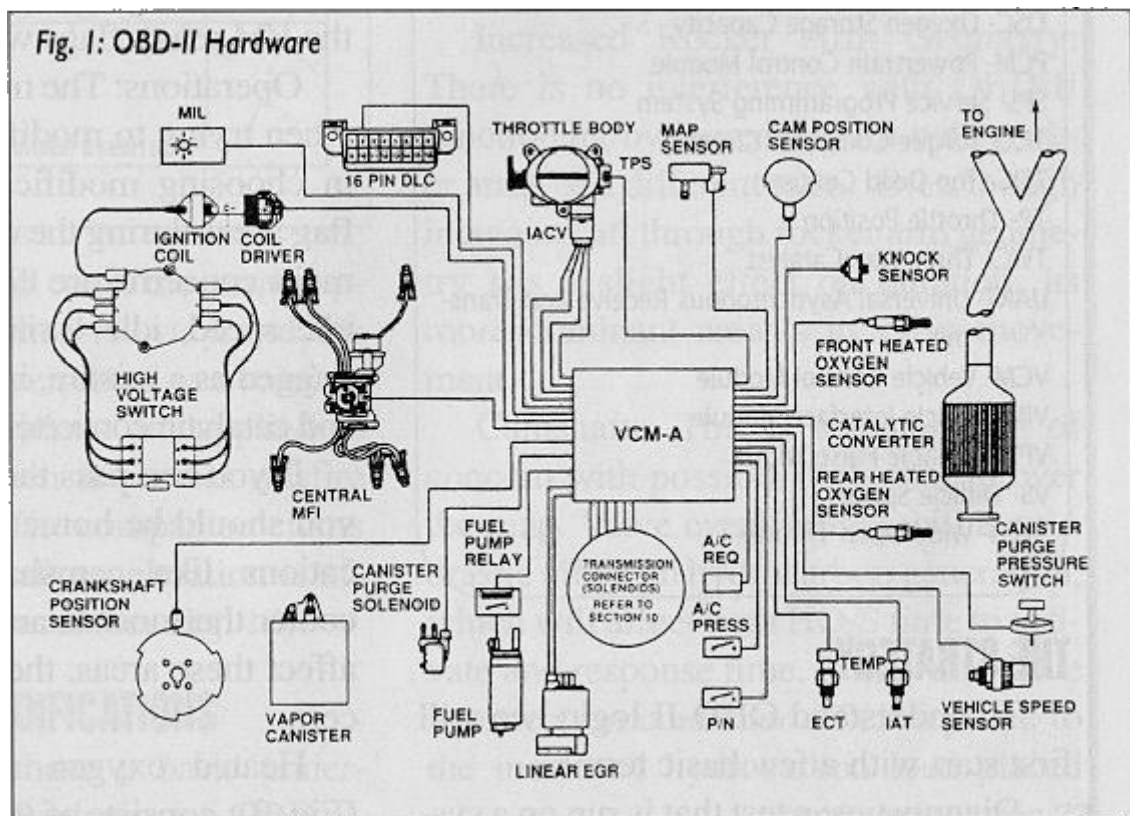 Fig. 1: OBD-II Hardware
MIL
16 PIN DLC
THROTTLE BODY
TPS
IACV
MAP
SENSOR
CAM POSITION
SENSOR
TO
ENGINE
IGNITION
COIL
COIL
DRIVER
KNOCK
SENSOR
FRONT HEATED
OXYGEN
SENSOR
HIGH
VOLTAGE
SWITCH
VCM-A
CATALYTIC
CONVERTER
REAR HEATED
OXYGEN
SENSOR
CENTRAL
MFI
CANISTER
PURGE
PRESSURE
SWITCH
FUEL
PUMP
RELAY
CANISTER
PURGE
SOLENOID
TRANSMISSION
CONNECTOR
(SOLENOIDS)
REFER TO
SECTION 10
A/C
REQ
A/C
PRESS
CRANKSHAFT
POSITION
SENSOR
TEMP
P/N
ECT
IAT
VEHICLE SPEED
SENSOR
VAPOR
CANISTER
FUEL
PUMP
LINEAR EGR